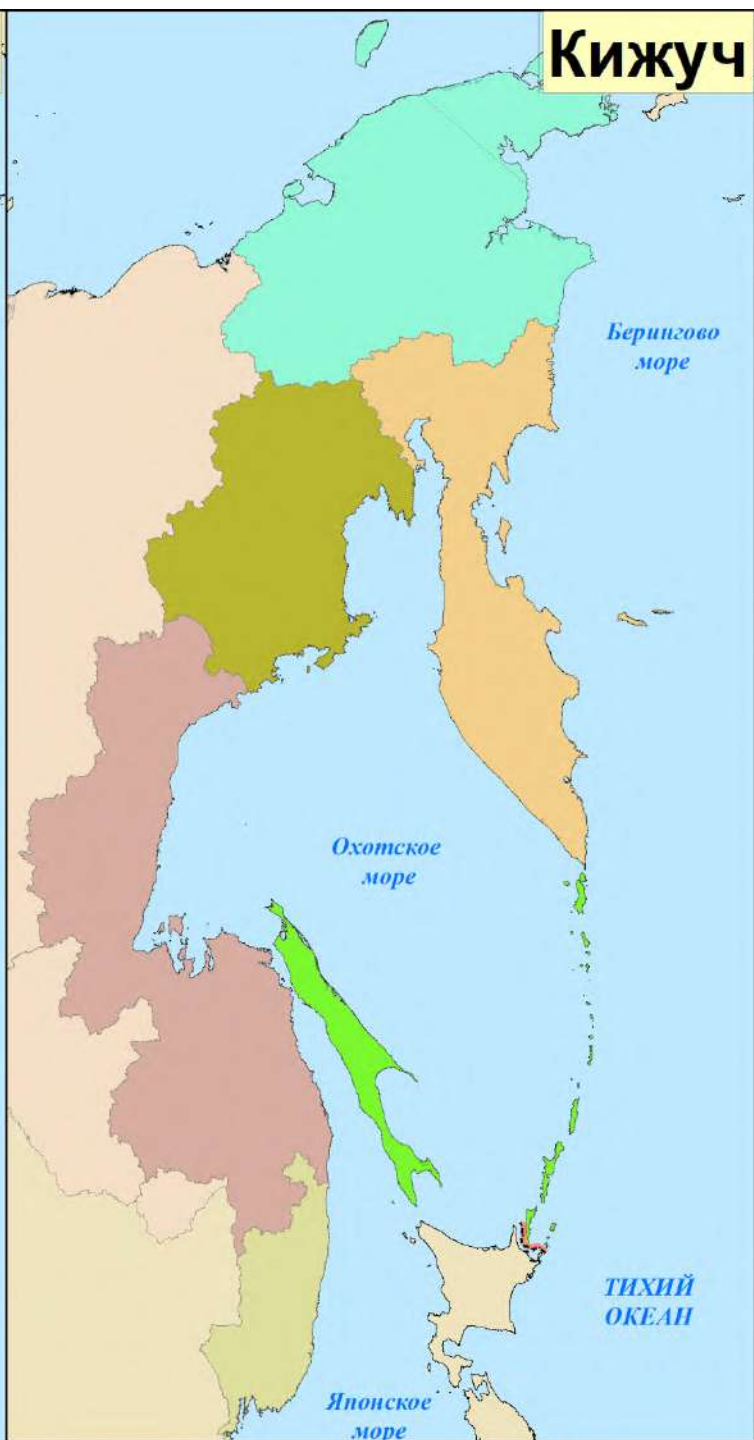 Кижуч
Берингово
море
Охотское
море
ТИХИЙ
ОКЕАН
Японское
море